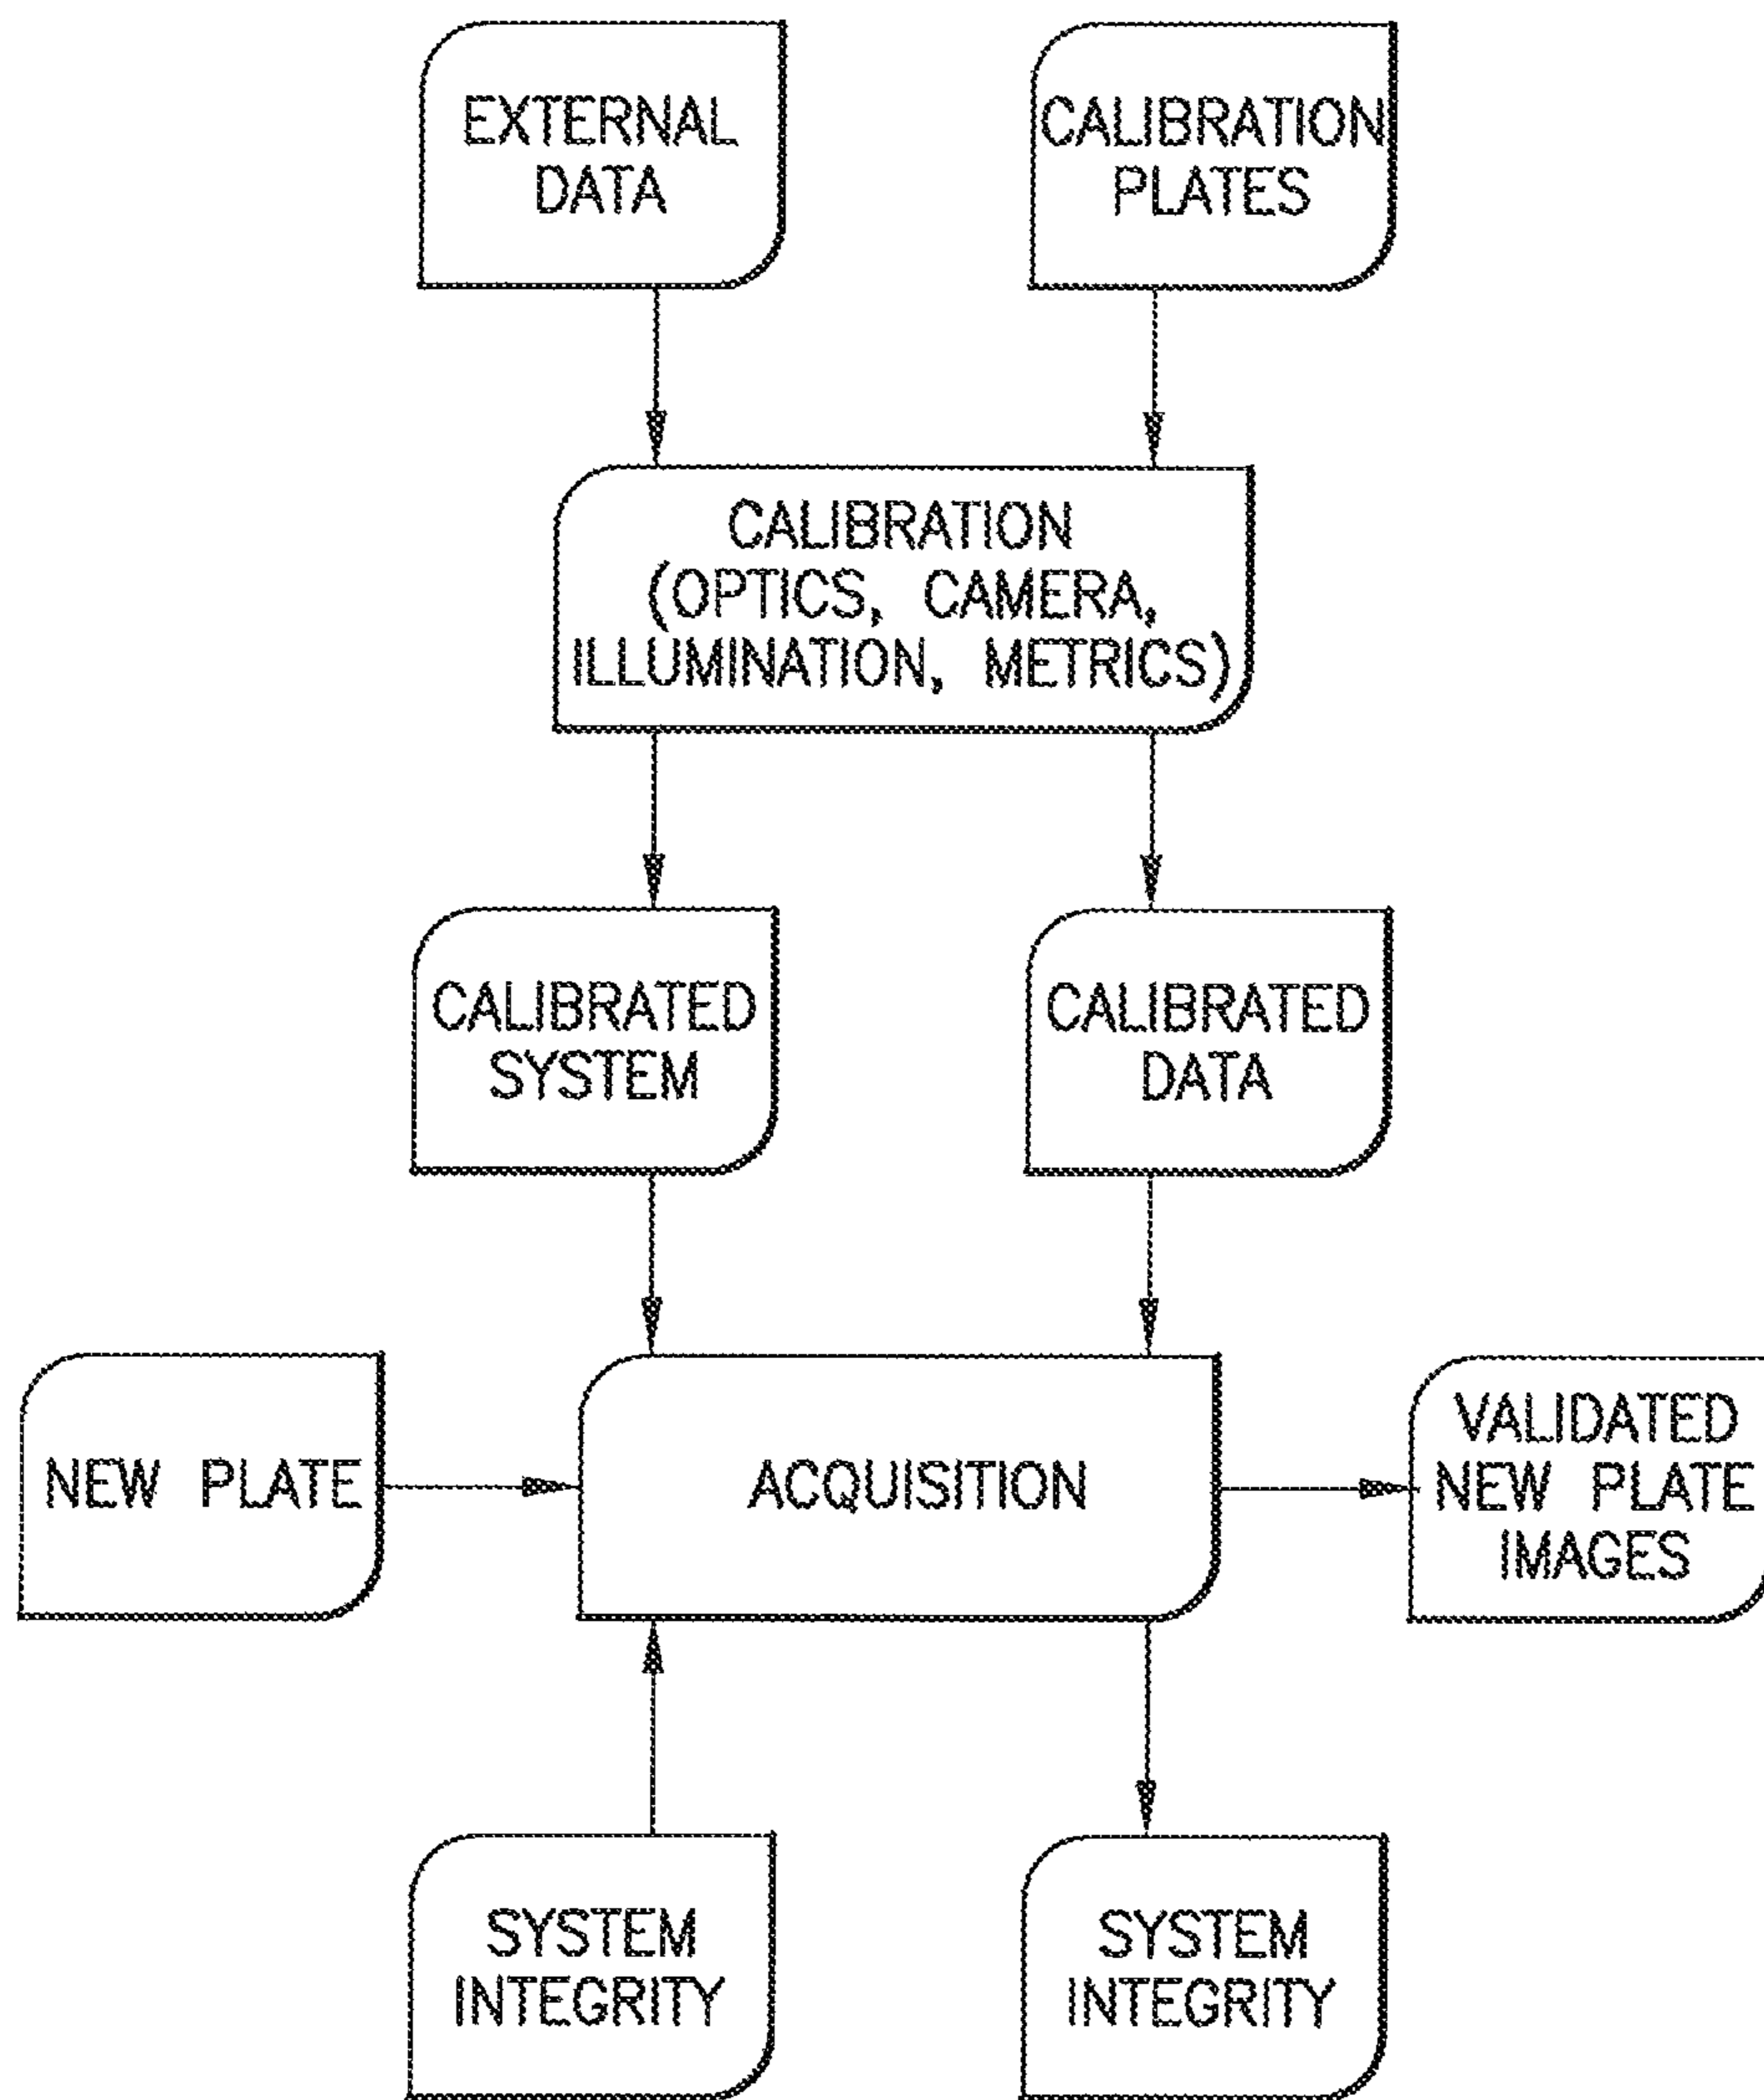 EXTERNAL
DATA
CALIBRATION
PLATES
CALIBRATION
(OPTICS, CAMERA,
ILLUMINATION, METRICS)
CALIBRATED
SYSTEM
CALIBRATED
DATA
NEW PLATE
ACQUISITION
VALIDATED
NEW PLATE
IMAGES
SYSTEM
INTEGRITY
SYSTEM
INTEGRITY